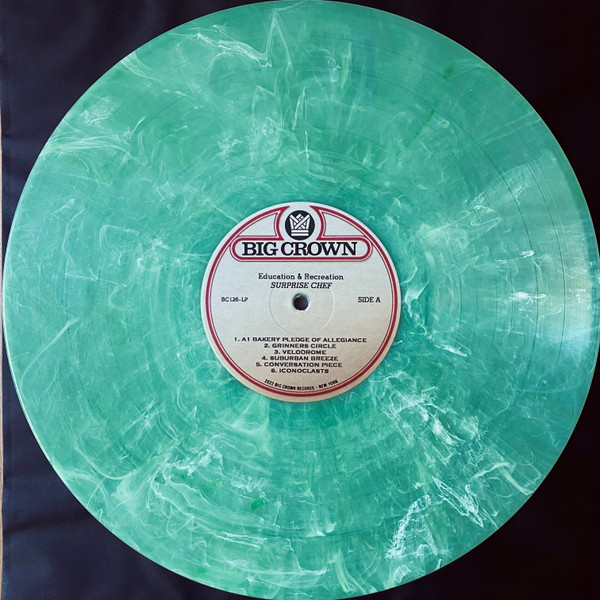 BIG CROWN
Education & Recreation
SURPRISE CHEF
BC126-LP
SIDE A
1. A1 BAKERY PLEDGE OF ALLEGIANCE
2. GRINNERS CIRCLE
3. VELODROME
4. SUBURBAN BREEZE
5. CONVERSATION PIECE
6. ICONOCLASTS
2022 BIG CROWN RECORDS - NEW YORK